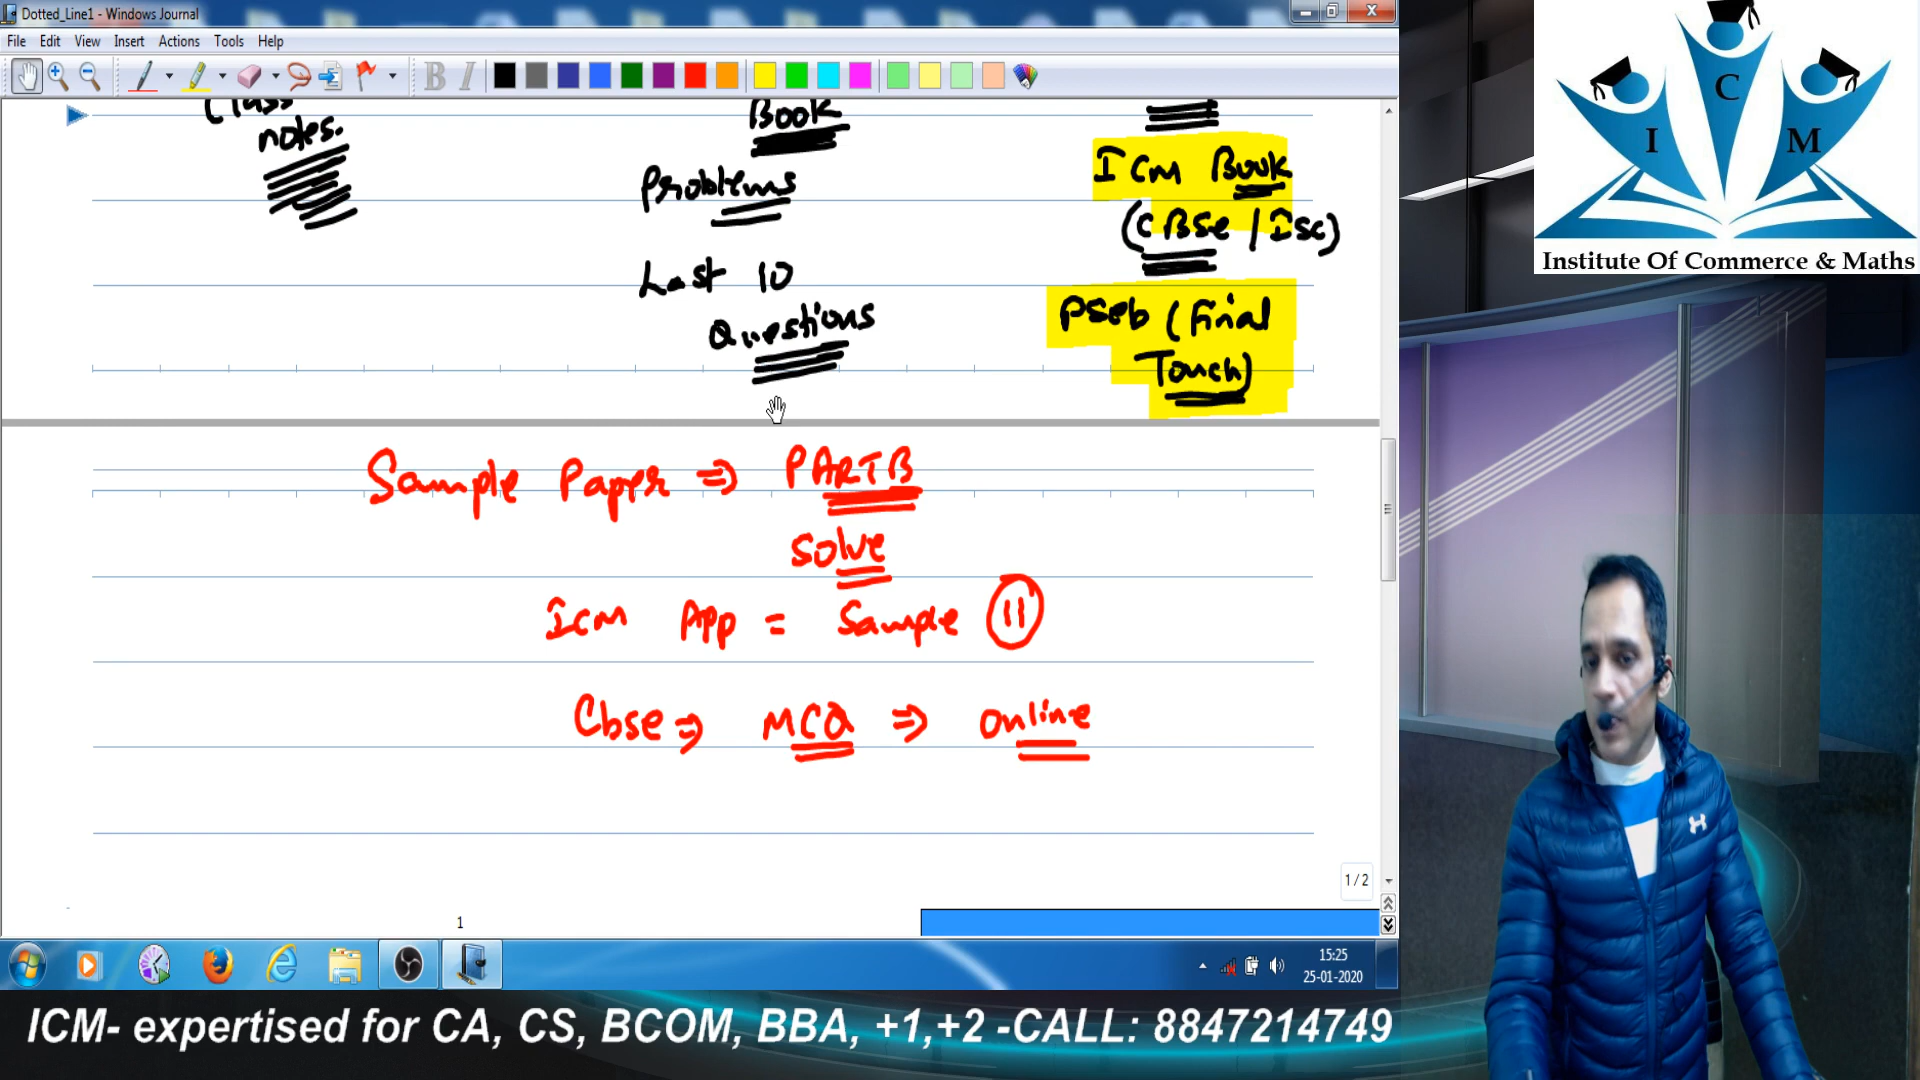 Dotted_Line1 - Windows Journal
File Edit View Insert Actions Tools Help
B I
Class
notes.
Book
Problems
Last 10
Questions
ICM Book
(CBSe / Isc)
PSeb (Final
Touch)
Sample Paper ⇒ PARTB
Solve
Icm App = Sample 11
Cbse ⇒ MCQ ⇒ online
1 / 2
1
15:25
25-01-2020
I C M
Institute Of Commerce & Maths
ICM- expertised for CA, CS, BCOM, BBA, +1,+2 -CALL: 8847214749